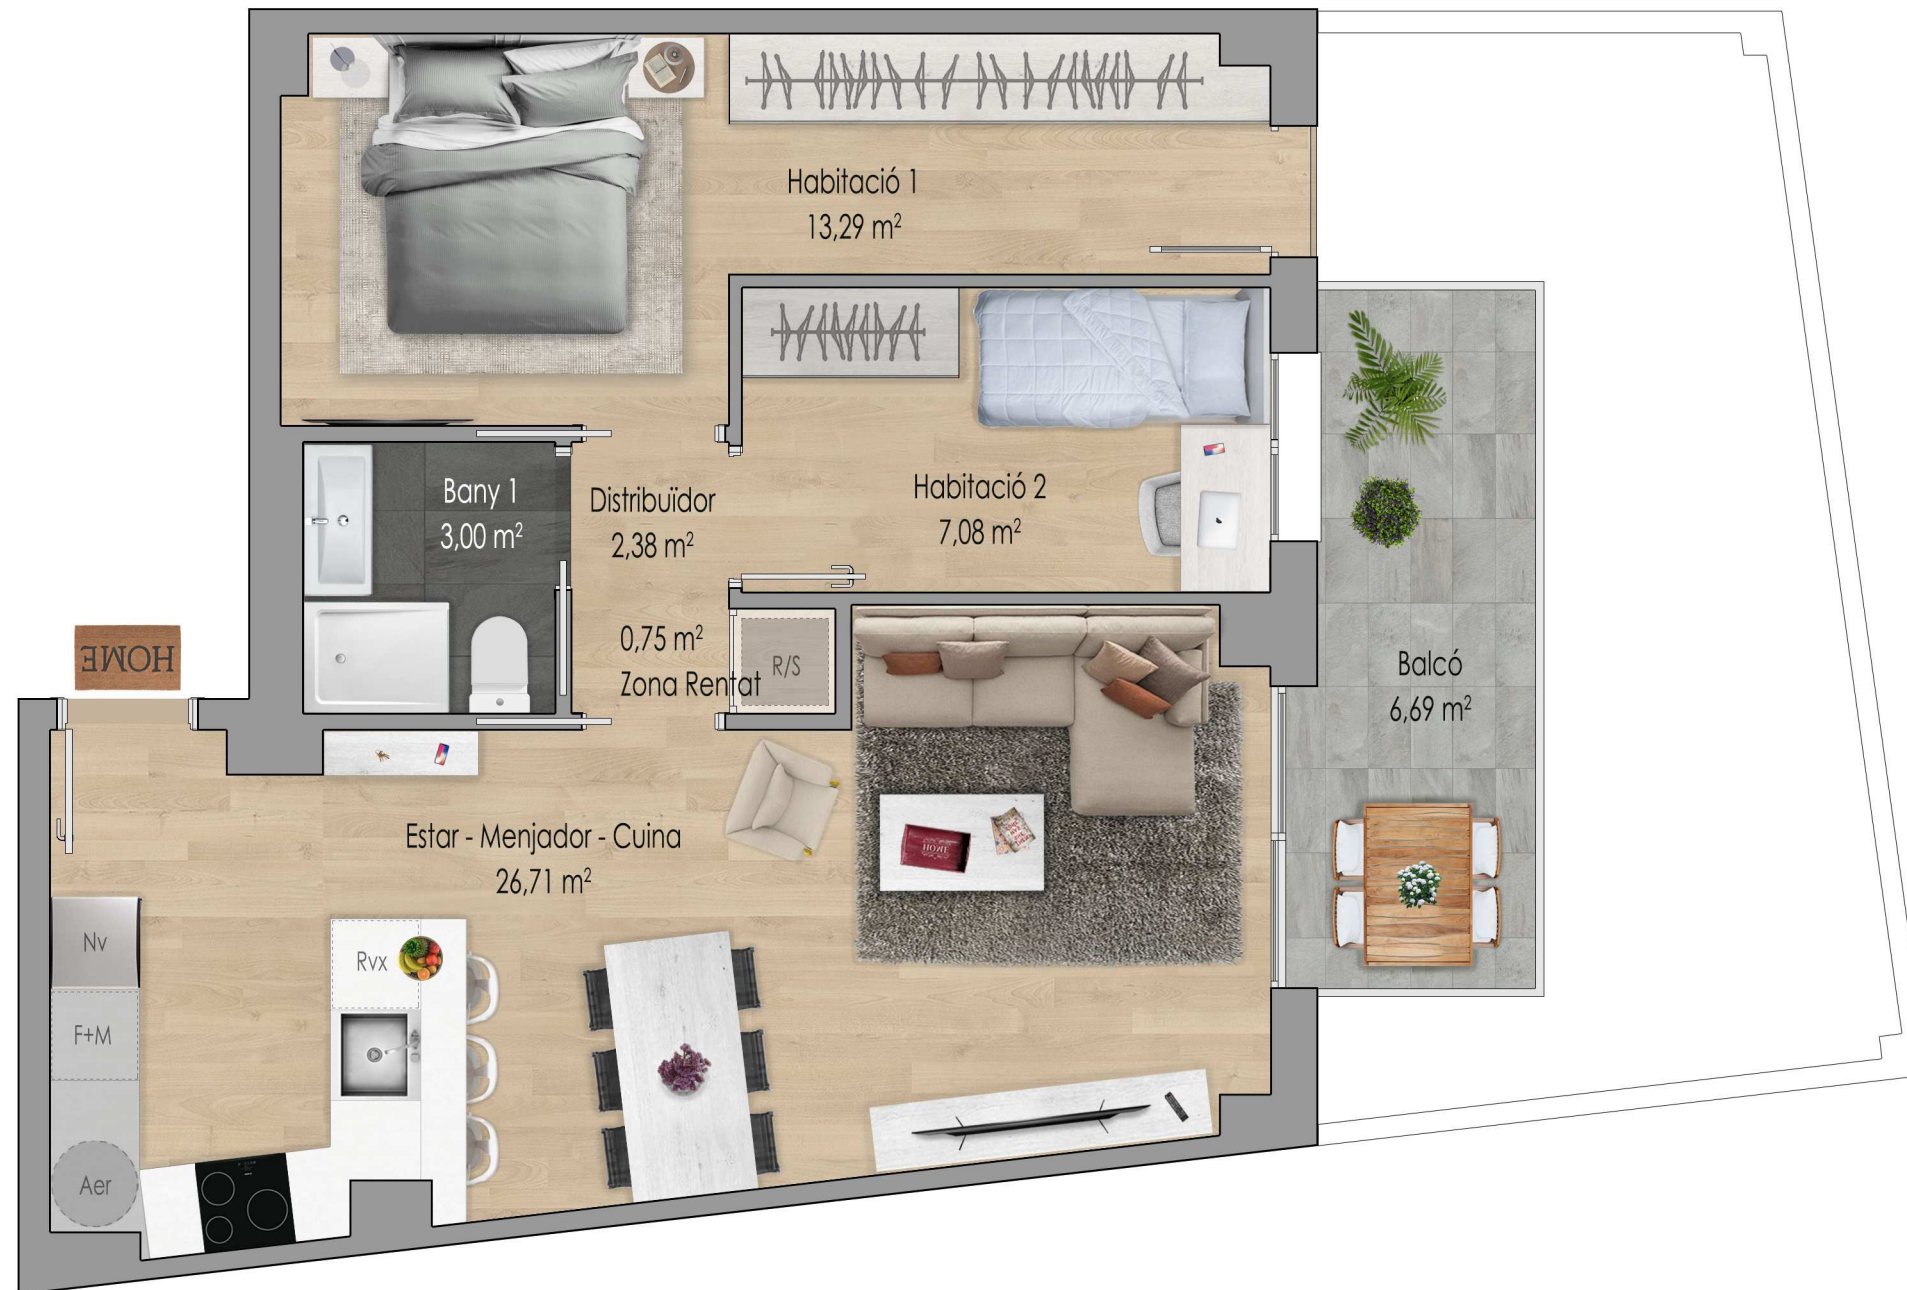 Habitació 1
13,29 m²
Bany 1
3,00 m²
Distribuïdor
2,38 m²
Habitació 2
7,08 m²
HOME
0,75 m²
Zona Rentat
R/S
Balcó
6,69 m²
Estar - Menjador - Cuina
26,71 m²
HOME
Nv
Rvx
F+M
Aer